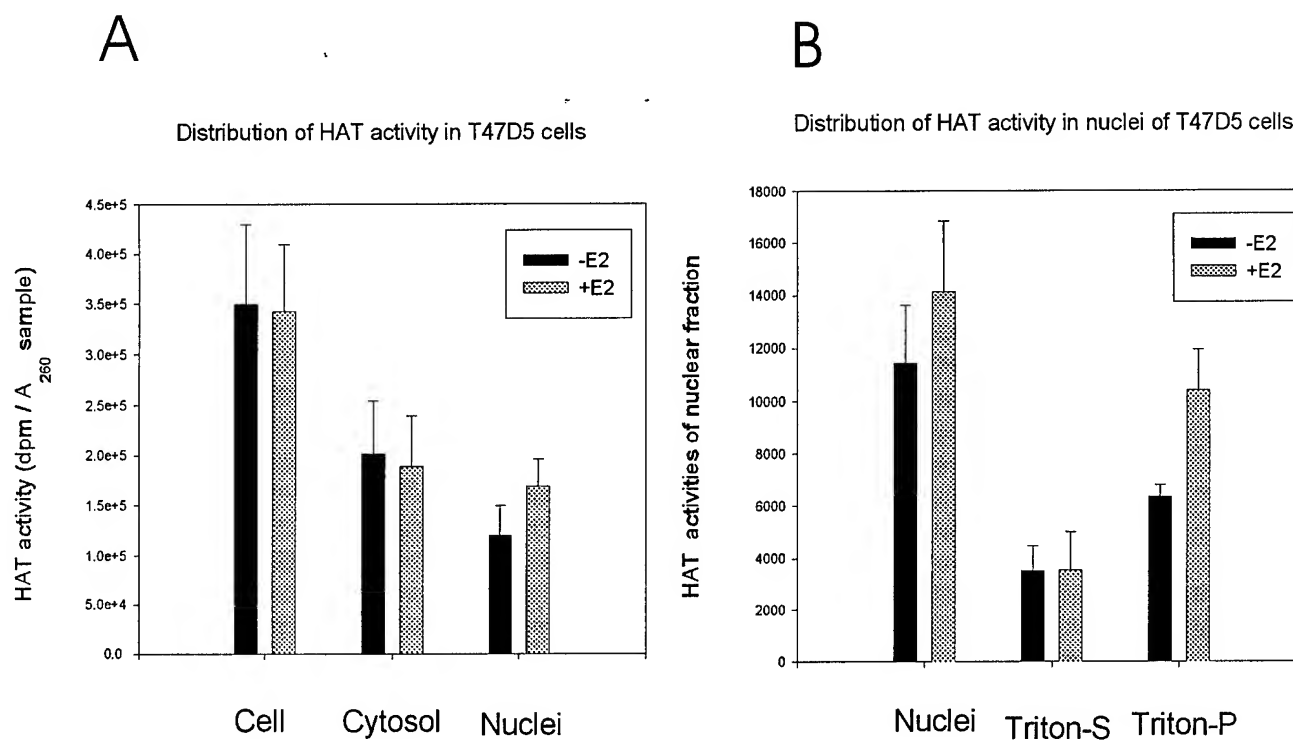 A
Distribution of HAT activity in T47D5 cells
HAT activity (dpm / A260 sample)
4.5e+5
4.0e+5
3.5e+5
3.0e+5
2.5e+5
2.0e+5
1.5e+5
1.0e+5
5.0e+4
0.0
-E2
+E2
Cell Cytosol Nuclei
B
Distribution of HAT activity in nuclei of T47D5 cells
HAT activities of nuclear fraction
18000
16000
14000
12000
10000
8000
6000
4000
2000
0
-E2
+E2
Nuclei Triton-S Triton-P